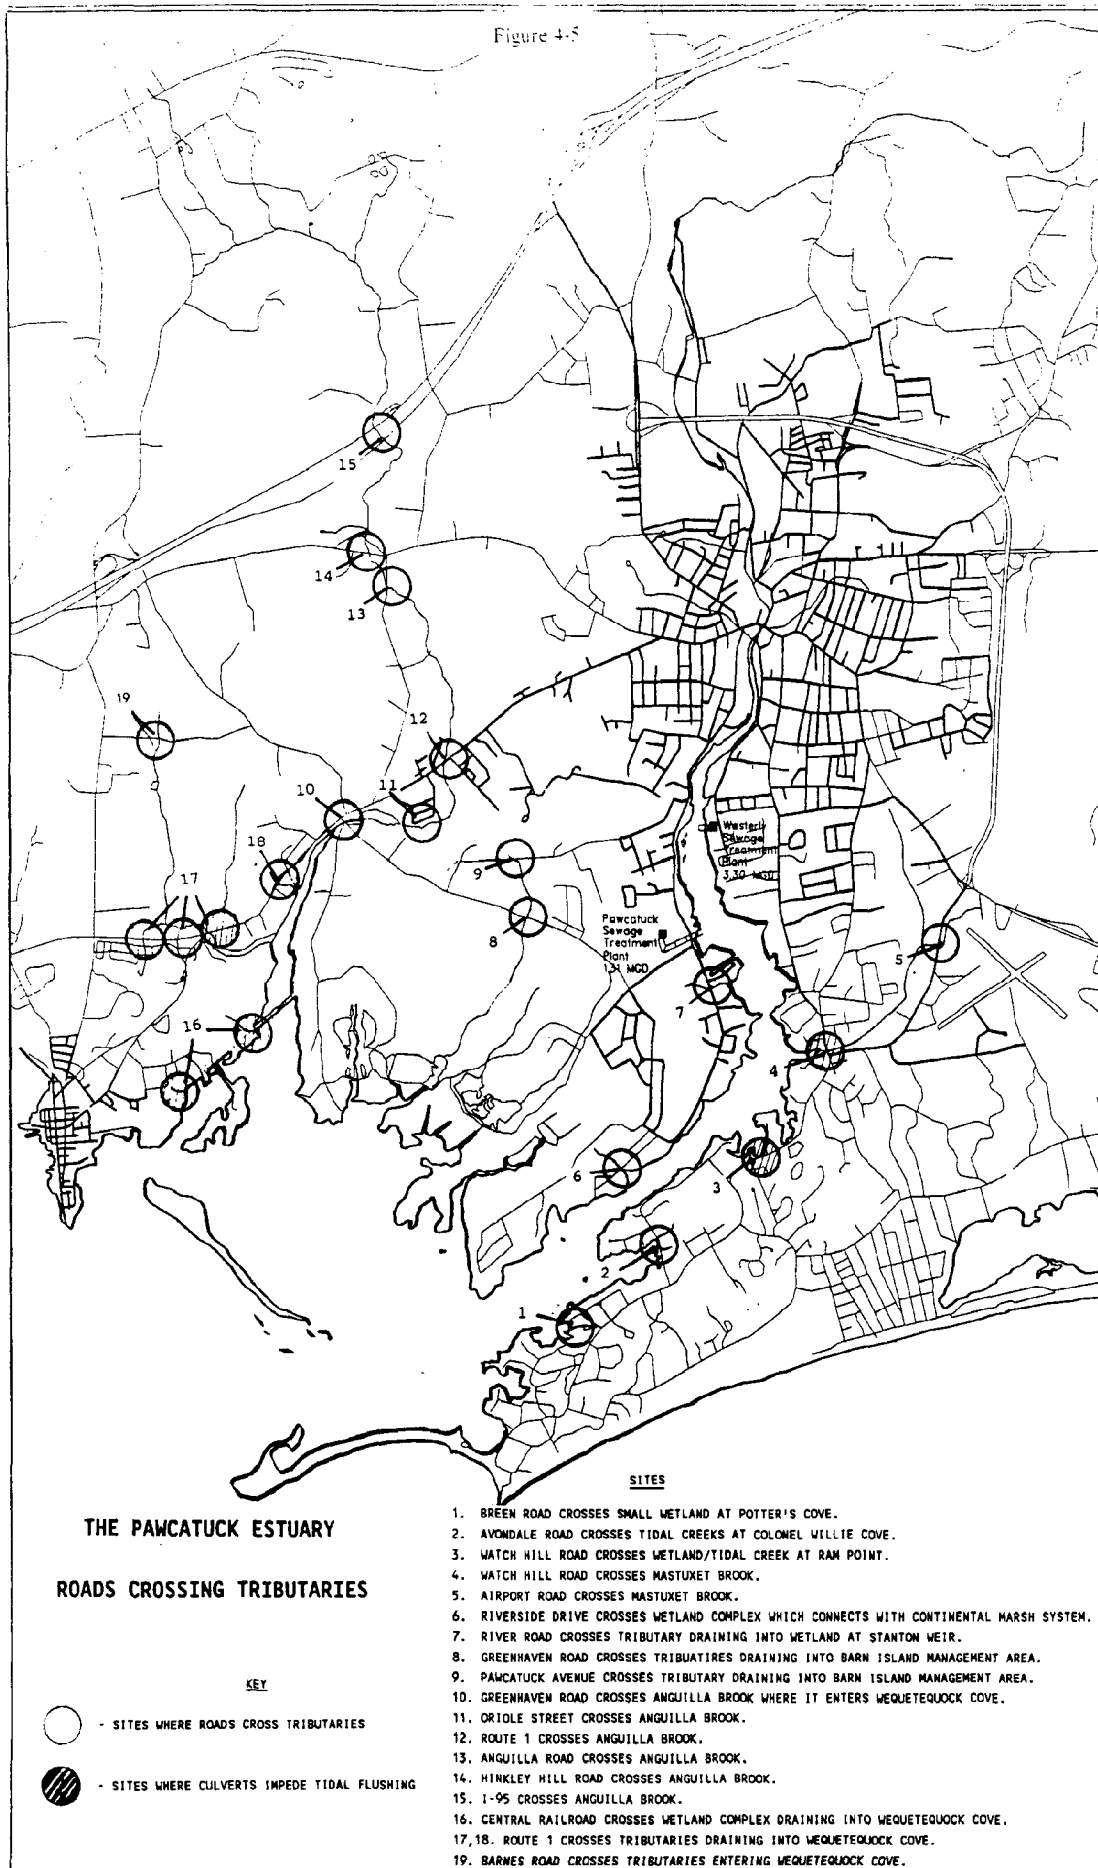 Figure 4-5
15
14
13
19
12
11
10
18
9
17
8
Westerly
Sewage
Treatment
Plant
3.30 MGD
Pawcatuck
Sewage
Treatment
Plant
1.31 MGD
7
5
16
4
6
3
2
1
THE PAWCATUCK ESTUARY
ROADS CROSSING TRIBUTARIES
KEY
- SITES WHERE ROADS CROSS TRIBUTARIES
- SITES WHERE CULVERTS IMPEDE TIDAL FLUSHING
SITES
1. BREEN ROAD CROSSES SMALL WETLAND AT POTTER'S COVE.
2. AVONDALE ROAD CROSSES TIDAL CREEKS AT COLONEL WILLIE COVE.
3. WATCH HILL ROAD CROSSES WETLAND/TIDAL CREEK AT RAM POINT.
4. WATCH HILL ROAD CROSSES MASTUXET BROOK.
5. AIRPORT ROAD CROSSES MASTUXET BROOK.
6. RIVERSIDE DRIVE CROSSES WETLAND COMPLEX WHICH CONNECTS WITH CONTINENTAL MARSH SYSTEM.
7. RIVER ROAD CROSSES TRIBUTARY DRAINING INTO WETLAND AT STANTON WEIR.
8. GREENHAVEN ROAD CROSSES TRIBUATIRES DRAINING INTO BARN ISLAND MANAGEMENT AREA.
9. PAWCATUCK AVENUE CROSSES TRIBUTARY DRAINING INTO BARN ISLAND MANAGEMENT AREA.
10. GREENHAVEN ROAD CROSSES ANGUILLA BROOK WHERE IT ENTERS WEQUETEQUOCK COVE.
11. ORIOLE STREET CROSSES ANGUILLA BROOK.
12. ROUTE 1 CROSSES ANGUILLA BROOK.
13. ANGUILLA ROAD CROSSES ANGUILLA BROOK.
14. HINKLEY HILL ROAD CROSSES ANGUILLA BROOK.
15. I-95 CROSSES ANGUILLA BROOK.
16. CENTRAL RAILROAD CROSSES WETLAND COMPLEX DRAINING INTO WEQUETEQUOCK COVE.
17,18. ROUTE 1 CROSSES TRIBUTARIES DRAINING INTO WEQUETEQUOCK COVE.
19. BARNES ROAD CROSSES TRIBUTARIES ENTERING WEQUETEQUOCK COVE.